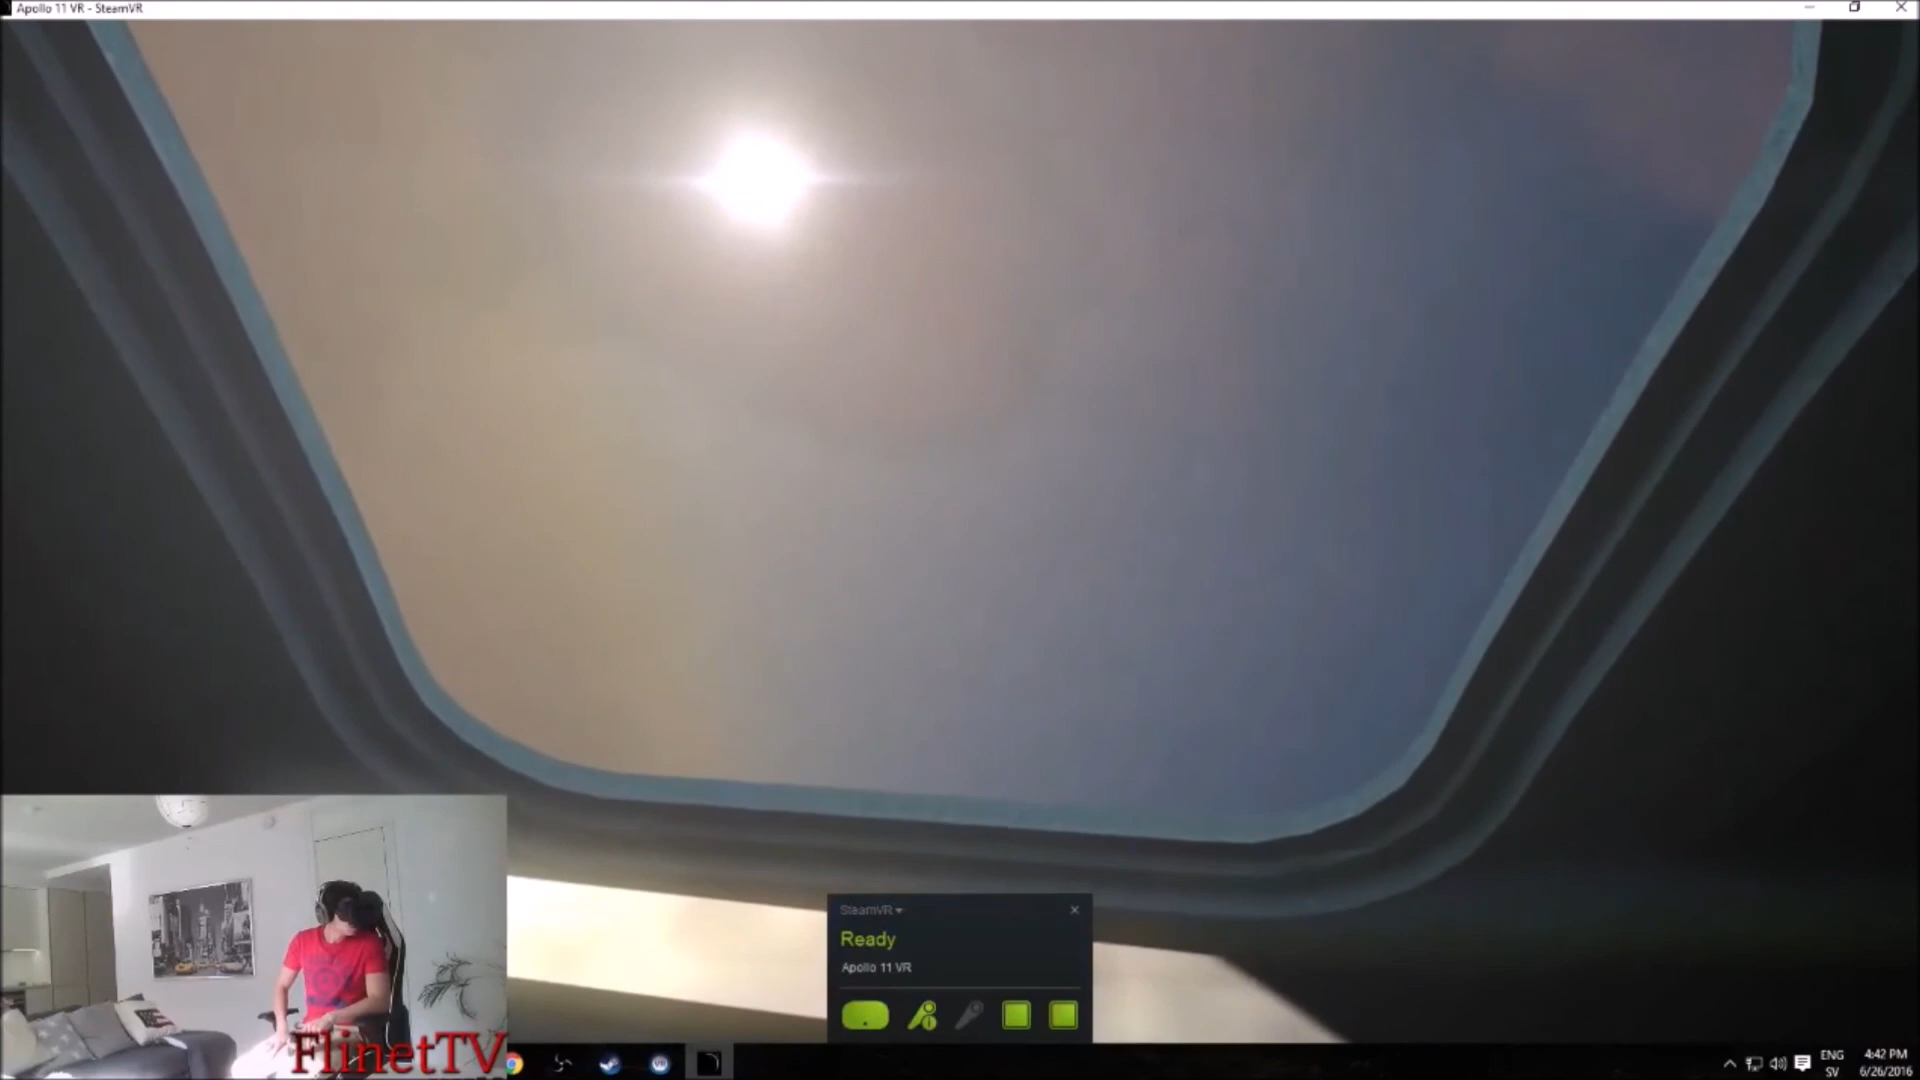 Apollo 11 VR - SteamVR
SteamVR
Ready
Apollo 11 VR
FlinetTV
ENG
SV
4:42 PM
6/26/2016